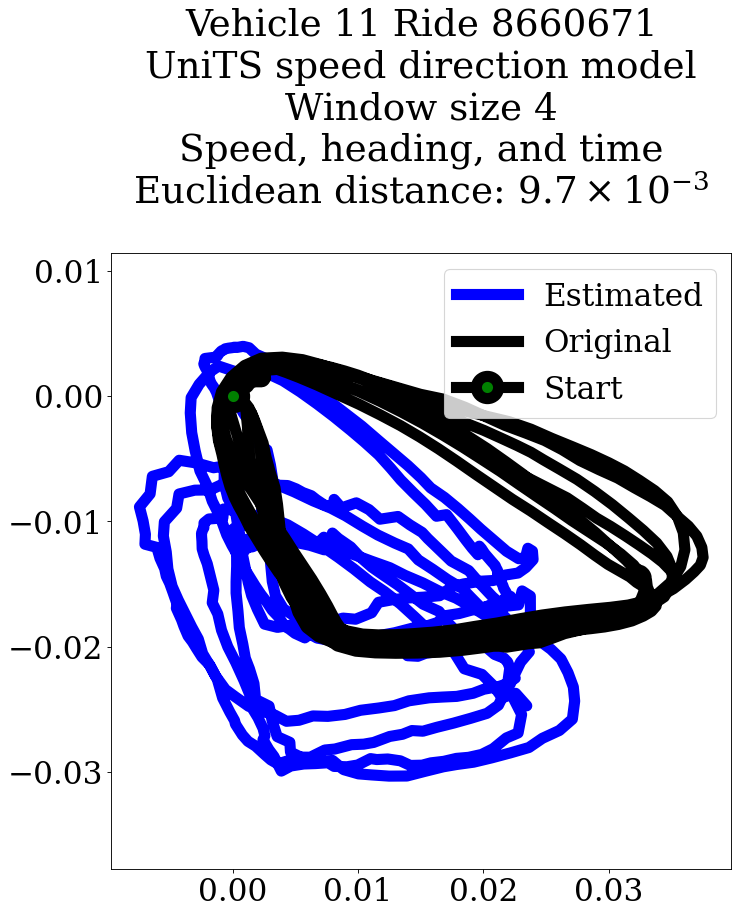 Vehicle 11 Ride 8660671
UniTS speed direction model
Window size 4
Speed, heading, and time
Euclidean distance: 9.7 × 10⁻³
Estimated
Original
Start
0.01
0.00
−0.01
−0.02
−0.03
0.00 0.01 0.02 0.03